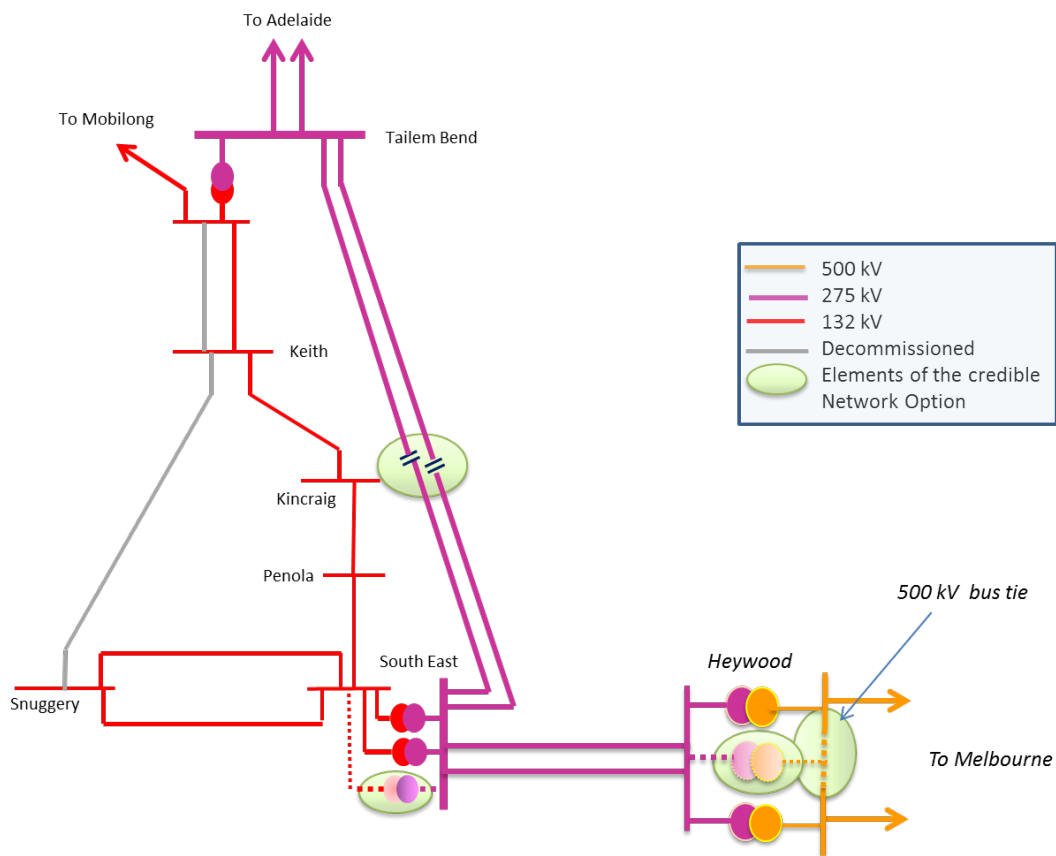 To Adelaide
To Mobilong
Tailem Bend
500 kV
275 kV
132 kV
Keith
Decommissioned
Elements of the credible
Network Option
Kincraig
Penola
500 kV bus tie
South East
Heywood
Snuggery
To Melbourne